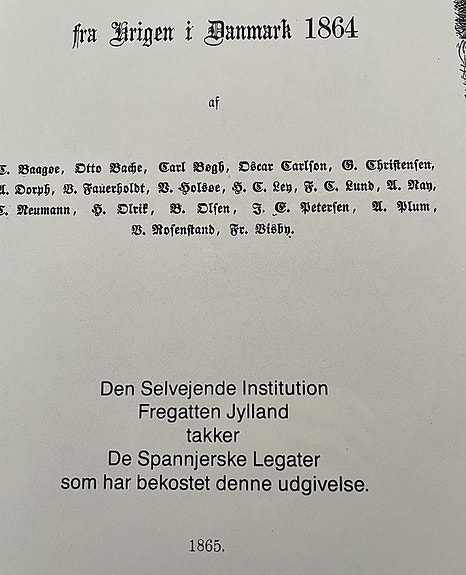 fra Krigen i Danmark 1864
af
C. Baagoe, Otto Bache, Carl Bøgh, Oscar Carlson, G. Christensen,
A. Dorph, V. Fauerholdt, V. Holsøe, H. C. Ley, F. C. Lund, A. Nay,
C. Neumann, H. Olrik, B. Olsen, J. E. Petersen, A. Plum,
V. Rosenstand, Fr. Visby.
Den Selvejende Institution
Fregatten Jylland
takker
De Spannjerske Legater
som har bekostet denne udgivelse.
1865.